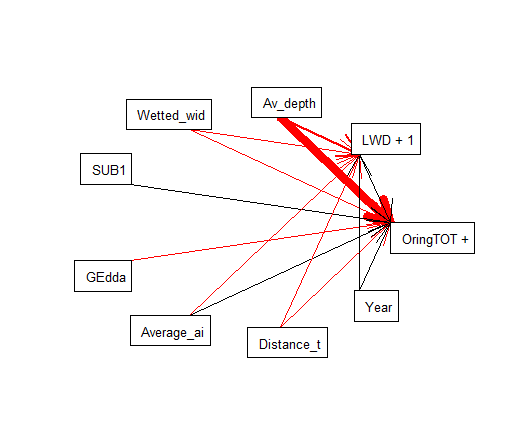 Av_depth
Wetted_wid
LWD + 1
SUB1
OringTOT +
GEdda
Year
Average_ai
Distance_t